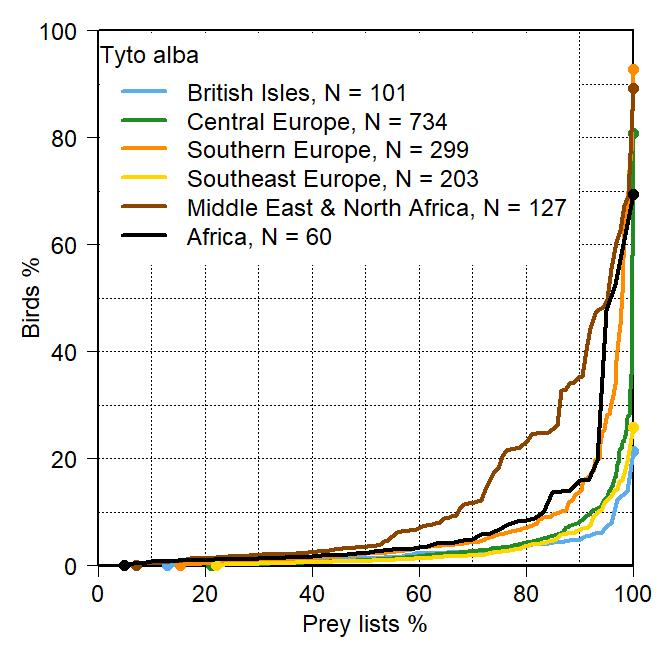 Tyto alba
British Isles, N = 101
Central Europe, N = 734
Southern Europe, N = 299
Southeast Europe, N = 203
Middle East & North Africa, N = 127
Africa, N = 60
Birds %
100
80
60
40
20
0
0 20 40 60 80 100
Prey lists %